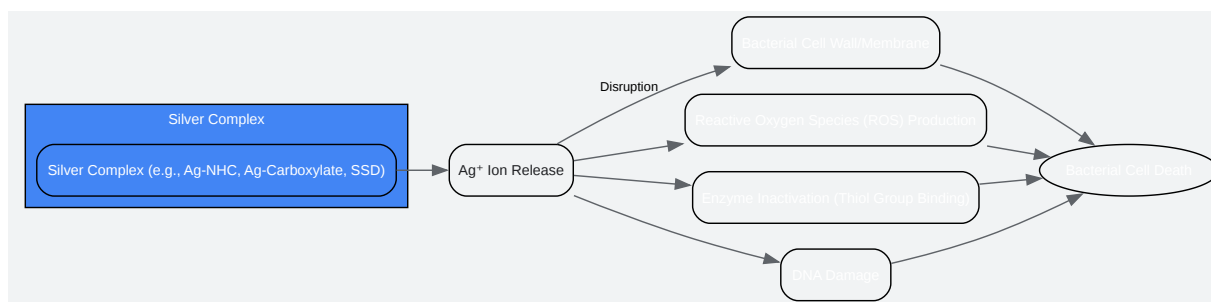 Silver Complex
Silver Complex (e.g., Ag-NHC, Ag-Carboxylate, SSD)
Ag⁺ Ion Release
Disruption
Bacterial Cell Wall/Membrane
Reactive Oxygen Species (ROS) Production
Enzyme Inactivation (Thiol Group Binding)
DNA Damage
Bacterial Cell Death